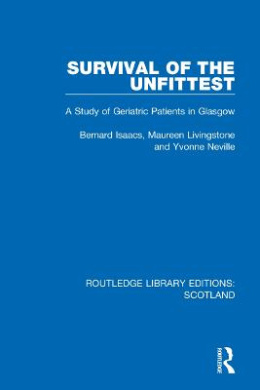 SURVIVAL OF THE
UNFITTEST
A Study of Geriatric Patients in Glasgow
Bernard Isaacs, Maureen Livingstone
and Yvonne Neville
ROUTLEDGE LIBRARY EDITIONS:
SCOTLAND
Routledge